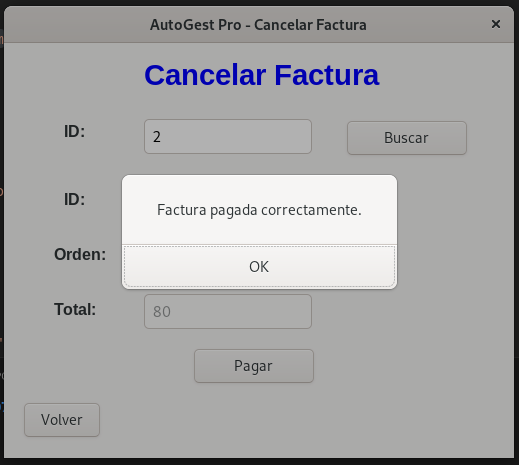 AutoGest Pro - Cancelar Factura
Cancelar Factura
ID:
2
Buscar
ID:
Factura pagada correctamente.
Orden:
OK
Total:
80
Pagar
Volver